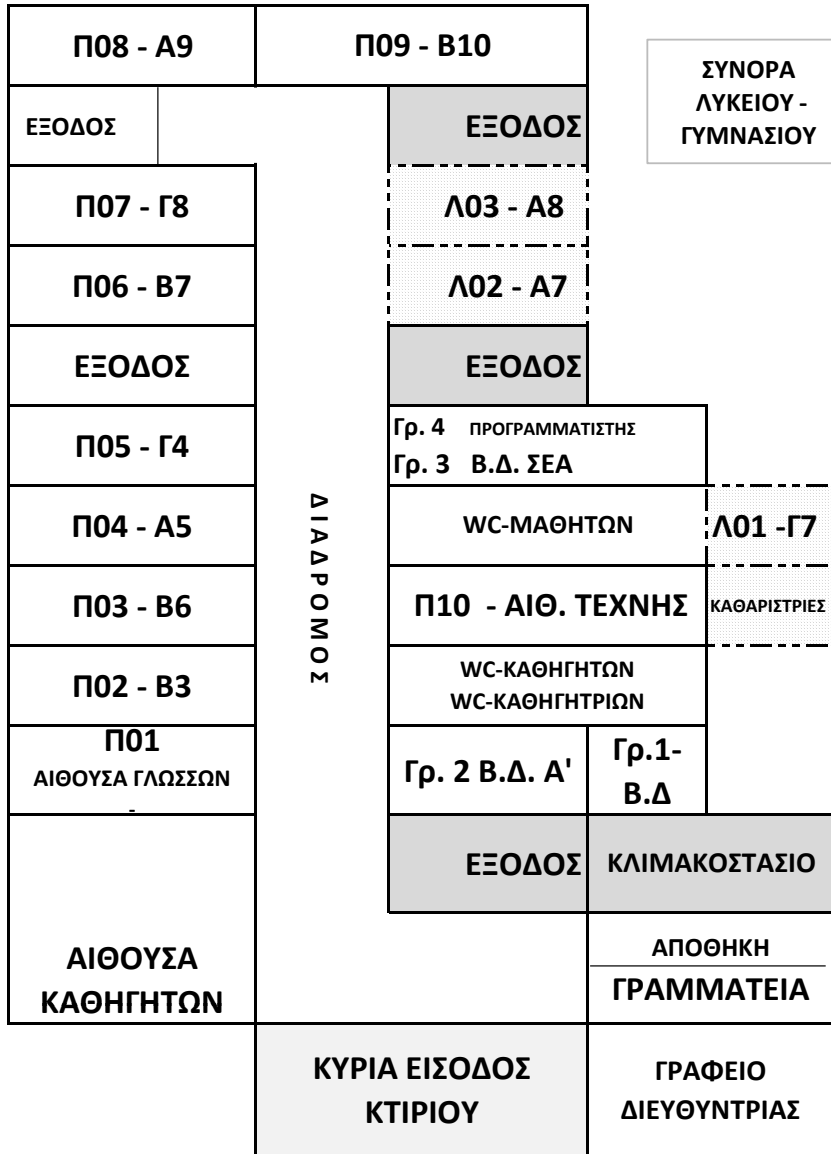 Π08 - Α9
Π09 - Β10
ΣΥΝΟΡΑ
ΛΥΚΕΙΟΥ -
ΓΥΜΝΑΣΙΟΥ
ΕΞΟΔΟΣ
ΕΞΟΔΟΣ
Π07 - Γ8
Λ03 - Α8
Π06 - Β7
Λ02 - Α7
ΕΞΟΔΟΣ
ΕΞΟΔΟΣ
Π05 - Γ4
Γρ. 4 ΠΡΟΓΡΑΜΜΑΤΙΣΤΗΣ
Γρ. 3 Β.Δ. ΣΕΑ
ΔΙΑΔΡΟΜΟΣ
Π04 - Α5
WC-ΜΑΘΗΤΩΝ
Λ01 -Γ7
Π03 - Β6
Π10 - ΑΙΘ. ΤΕΧΝΗΣ
ΚΑΘΑΡΙΣΤΡΙΕΣ
Π02 - Β3
WC-ΚΑΘΗΓΗΤΩΝ
WC-ΚΑΘΗΓΗΤΡΙΩΝ
Π01
ΑΙΘΟΥΣΑ ΓΛΩΣΣΩΝ
-
Γρ. 2 Β.Δ. Α'
Γρ.1-
Β.Δ
ΕΞΟΔΟΣ
ΚΛΙΜΑΚΟΣΤΑΣΙΟ
ΑΙΘΟΥΣΑ
ΚΑΘΗΓΗΤΩΝ
ΑΠΟΘΗΚΗ
ΓΡΑΜΜΑΤΕΙΑ
ΚΥΡΙΑ ΕΙΣΟΔΟΣ
ΚΤΙΡΙΟΥ
ΓΡΑΦΕΙΟ
ΔΙΕΥΘΥΝΤΡΙΑΣ